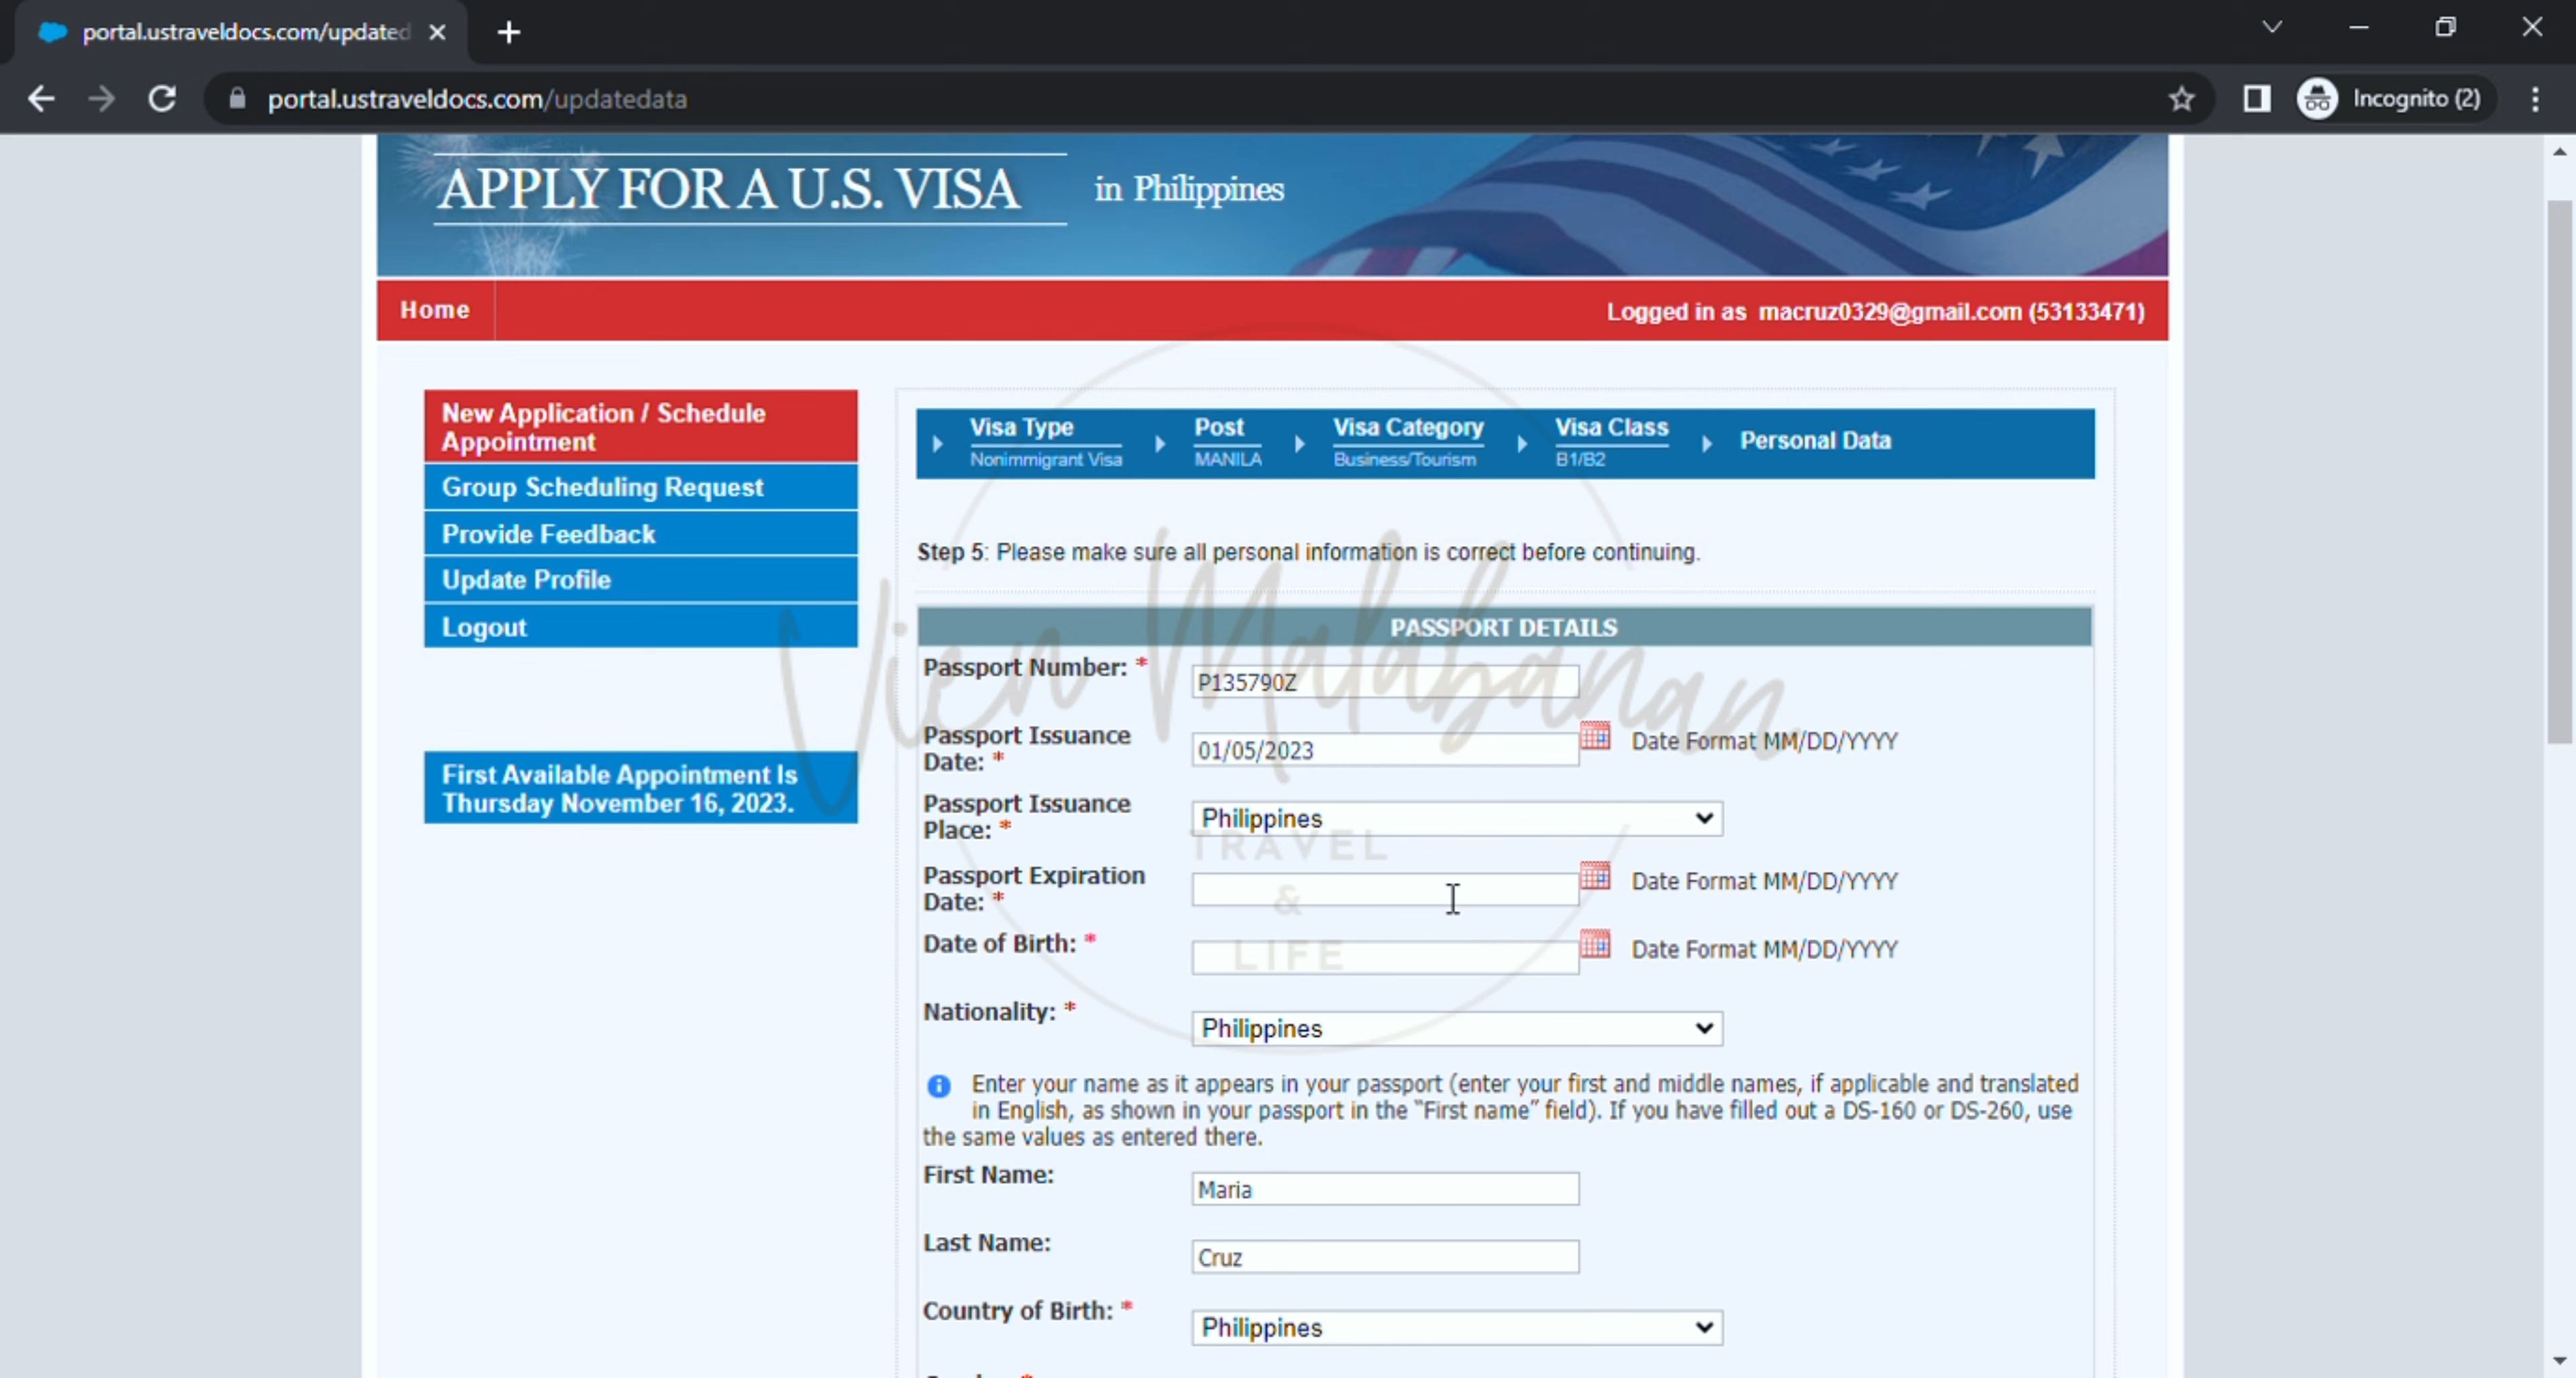 portal.ustraveldocs.com/updated
portal.ustraveldocs.com/updatedata
Incognito (2)
APPLY FOR A U.S. VISA in Philippines
Home
Logged in as macruz0329@gmail.com (53133471)
New Application / Schedule
Appointment
Group Scheduling Request
Provide Feedback
Update Profile
Logout
First Available Appointment Is
Thursday November 16, 2023.
Visa Type Post Visa Category Visa Class Personal Data
Nonimmigrant Visa MANILA Business/Tourism B1/B2
Step 5: Please make sure all personal information is correct before continuing.
PASSPORT DETAILS
Passport Number: * P135790Z
Passport Issuance
Date: * 01/05/2023 Date Format MM/DD/YYYY
Passport Issuance
Place: * Philippines
Passport Expiration
Date: * Date Format MM/DD/YYYY
Date of Birth: * Date Format MM/DD/YYYY
Nationality: * Philippines
Enter your name as it appears in your passport (enter your first and middle names, if applicable and translated
in English, as shown in your passport in the “First name” field). If you have filled out a DS-160 or DS-260, use
the same values as entered there.
First Name: Maria
Last Name: Cruz
Country of Birth: * Philippines
Vien Malabanan
TRAVEL
&
LIFE